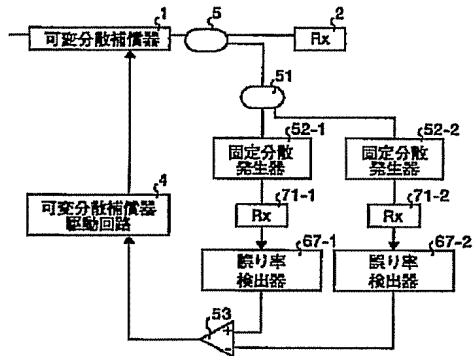 1
5
2
可変分散補償器
Rx
51
52-1
52-2
固定分散
発生器
固定分散
発生器
4
71-1
71-2
可変分散補償器
駆動回路
Rx
Rx
67-1
67-2
誤り率
検出器
誤り率
検出器
53
+
−